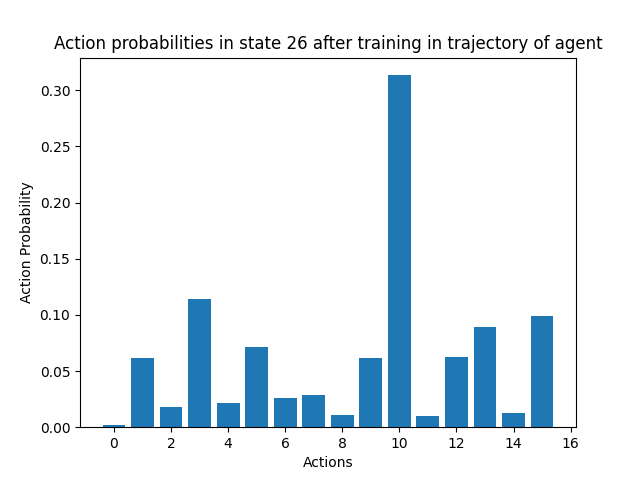 Action probabilities in state 26 after training in trajectory of agent
0.30
0.25
0.20
0.15
0.10
0.05
0.00
Action Probability
0 2 4 6 8 10 12 14 16
Actions